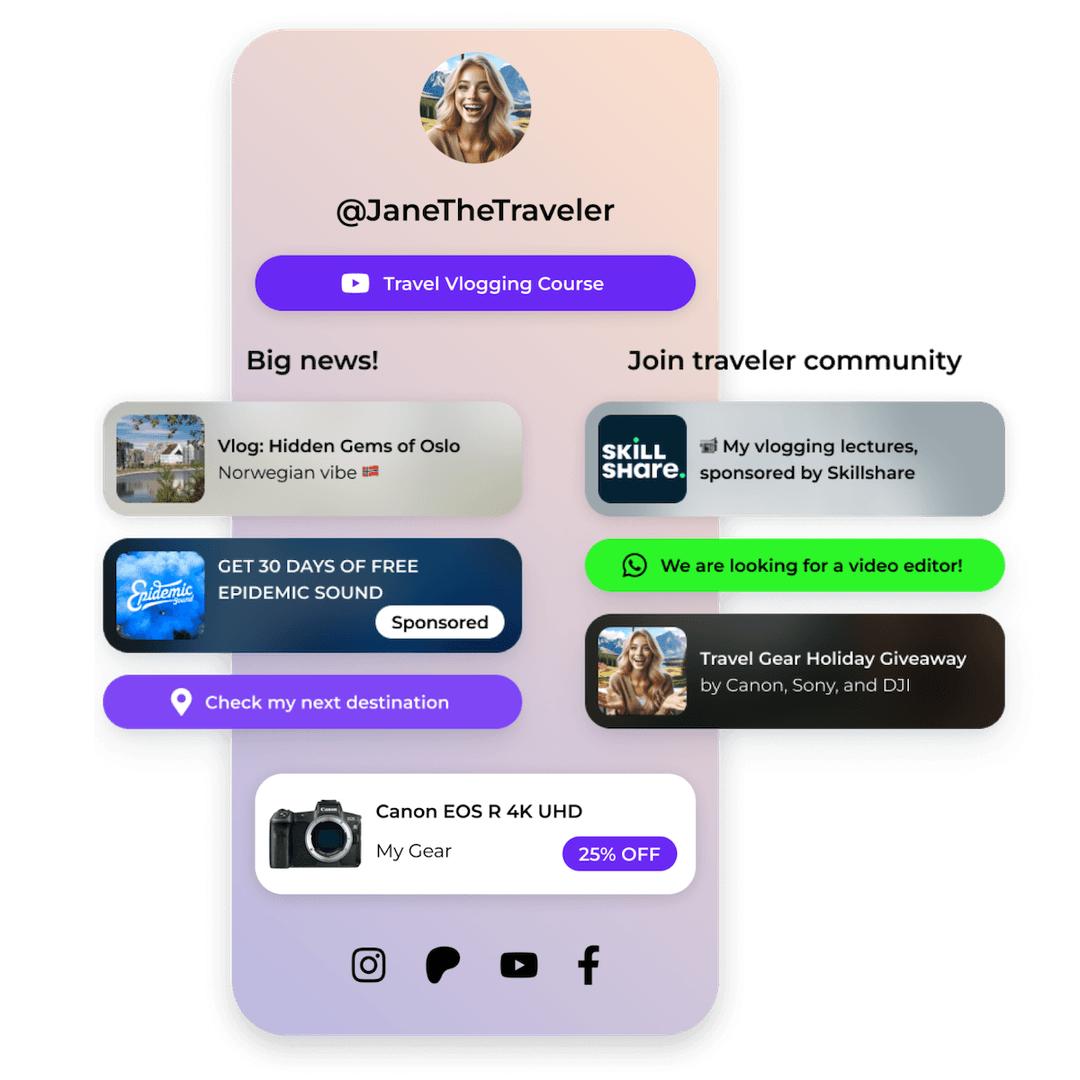 @JaneTheTraveler
Travel Vlogging Course
Big news!
Vlog: Hidden Gems of Oslo
Norwegian vibe 🇳🇴
Epidemic
Sound
GET 30 DAYS OF FREE
EPIDEMIC SOUND
Sponsored
Check my next destination
Join traveler community
SKILL
SHARE.
📹 My vlogging lectures,
sponsored by Skillshare
We are looking for a video editor!
Travel Gear Holiday Giveaway
by Canon, Sony, and DJI
Canon
Canon EOS R 4K UHD
My Gear
25% OFF